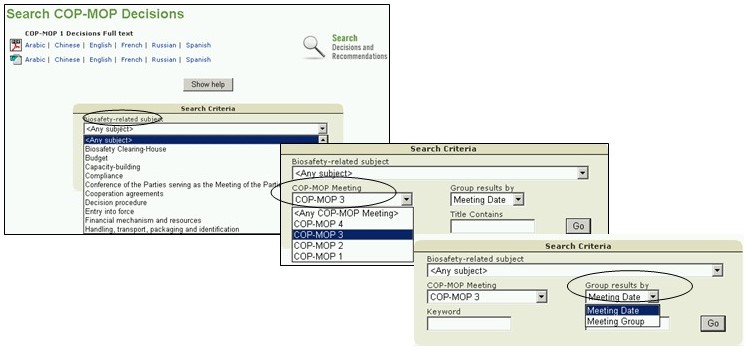 Search COP-MOP Decisions
COP-MOP 1 Decisions Full text
Arabic | Chinese | English | French | Russian | Spanish
Arabic | Chinese | English | French | Russian | Spanish
Search
Decisions and
Recommendations
Show help
Search Criteria
Biosafety-related subject
<Any subject>
<Any subject>
Biosafety Clearing-House
Budget
Capacity-building
Compliance
Conference of the Parties serving as the Meeting of the Partie
Cooperation agreements
Decision procedure
Entry into force
Financial mechanism and resources
Handling, transport, packaging and identification
Search Criteria
Biosafety-related subject
<Any subject>
COP-MOP Meeting
Group results by
COP-MOP 3
Meeting Date
<Any COP-MOP Meeting>
Title Contains
COP-MOP 4
COP-MOP 3
COP-MOP 2
COP-MOP 1
Go
Search Criteria
Biosafety-related subject
<Any subject>
COP-MOP Meeting
Group results by
COP-MOP 3
Meeting Date
Keyword
Meeting Date
Meeting Group
Go